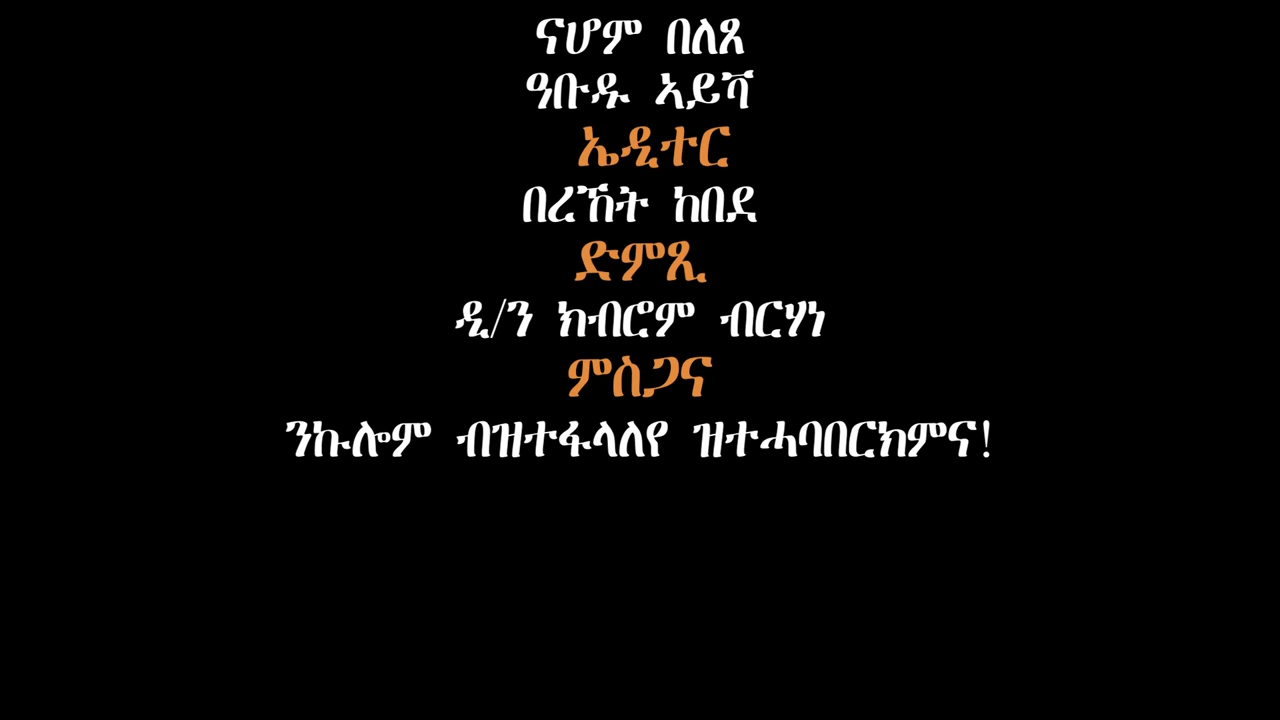 ናሆም በለጸ
ዓቡዱ ኣይሻ
ኤዲተር
በረኸት ከበደ
ድምጺ
ዲ/ን ክብሮም ብርሃነ
ምስጋና
ንኩሎም ብዝተፋላለየ ዝተሓባበርክምና!